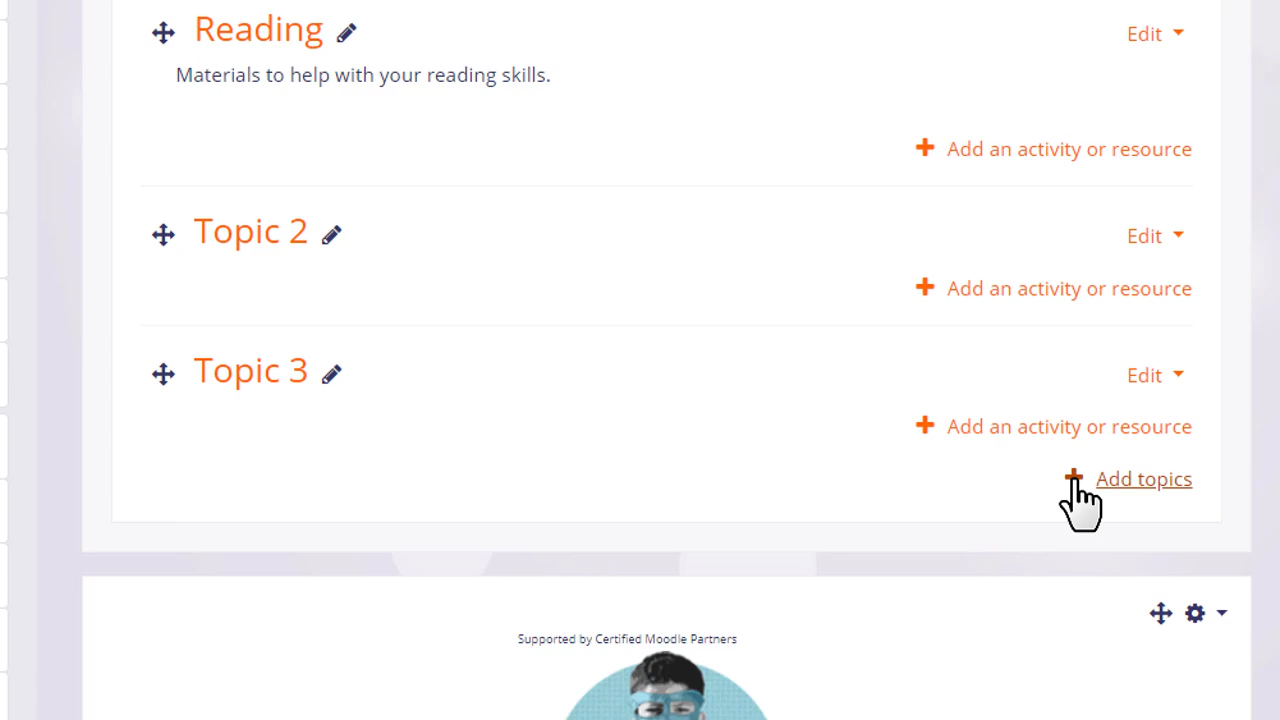 Reading
Edit
Materials to help with your reading skills.
Add an activity or resource
Topic 2
Edit
Add an activity or resource
Topic 3
Edit
Add an activity or resource
Add topics
Supported by Certified Moodle Partners